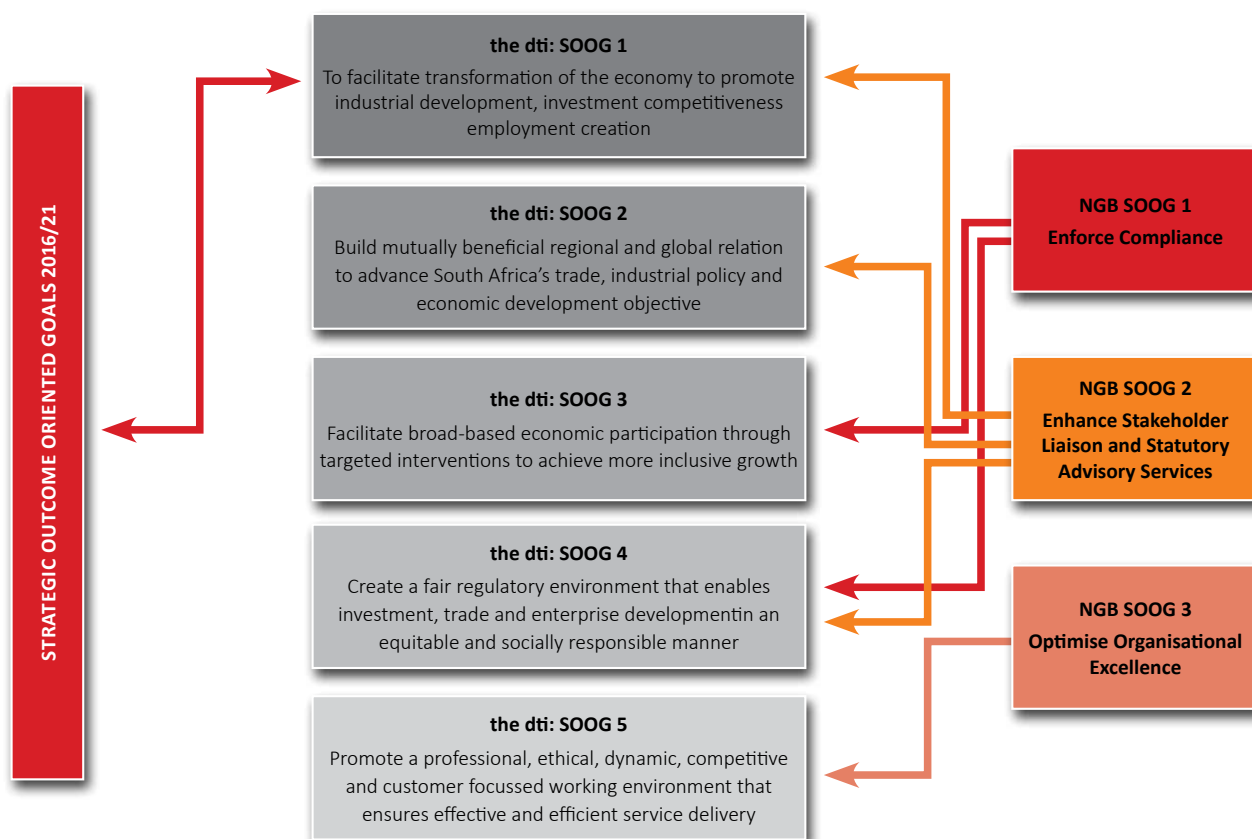 STRATEGIC OUTCOME ORIENTED GOALS 2016/21
the dti: SOOG 1
To facilitate transformation of the economy to promote
industrial development, investment competitiveness
employment creation
the dti: SOOG 2
Build mutually beneficial regional and global relation
to advance South Africa's trade, industrial policy and
economic development objective
the dti: SOOG 3
Facilitate broad-based economic participation through
targeted interventions to achieve more inclusive growth
the dti: SOOG 4
Create a fair regulatory environment that enables
investment, trade and enterprise developmentin an
equitable and socially responsible manner
the dti: SOOG 5
Promote a professional, ethical, dynamic, competitive
and customer focussed working environment that
ensures effective and efficient service delivery
NGB SOOG 1
Enforce Compliance
NGB SOOG 2
Enhance Stakeholder
Liaison and Statutory
Advisory Services
NGB SOOG 3
Optimise Organisational
Excellence